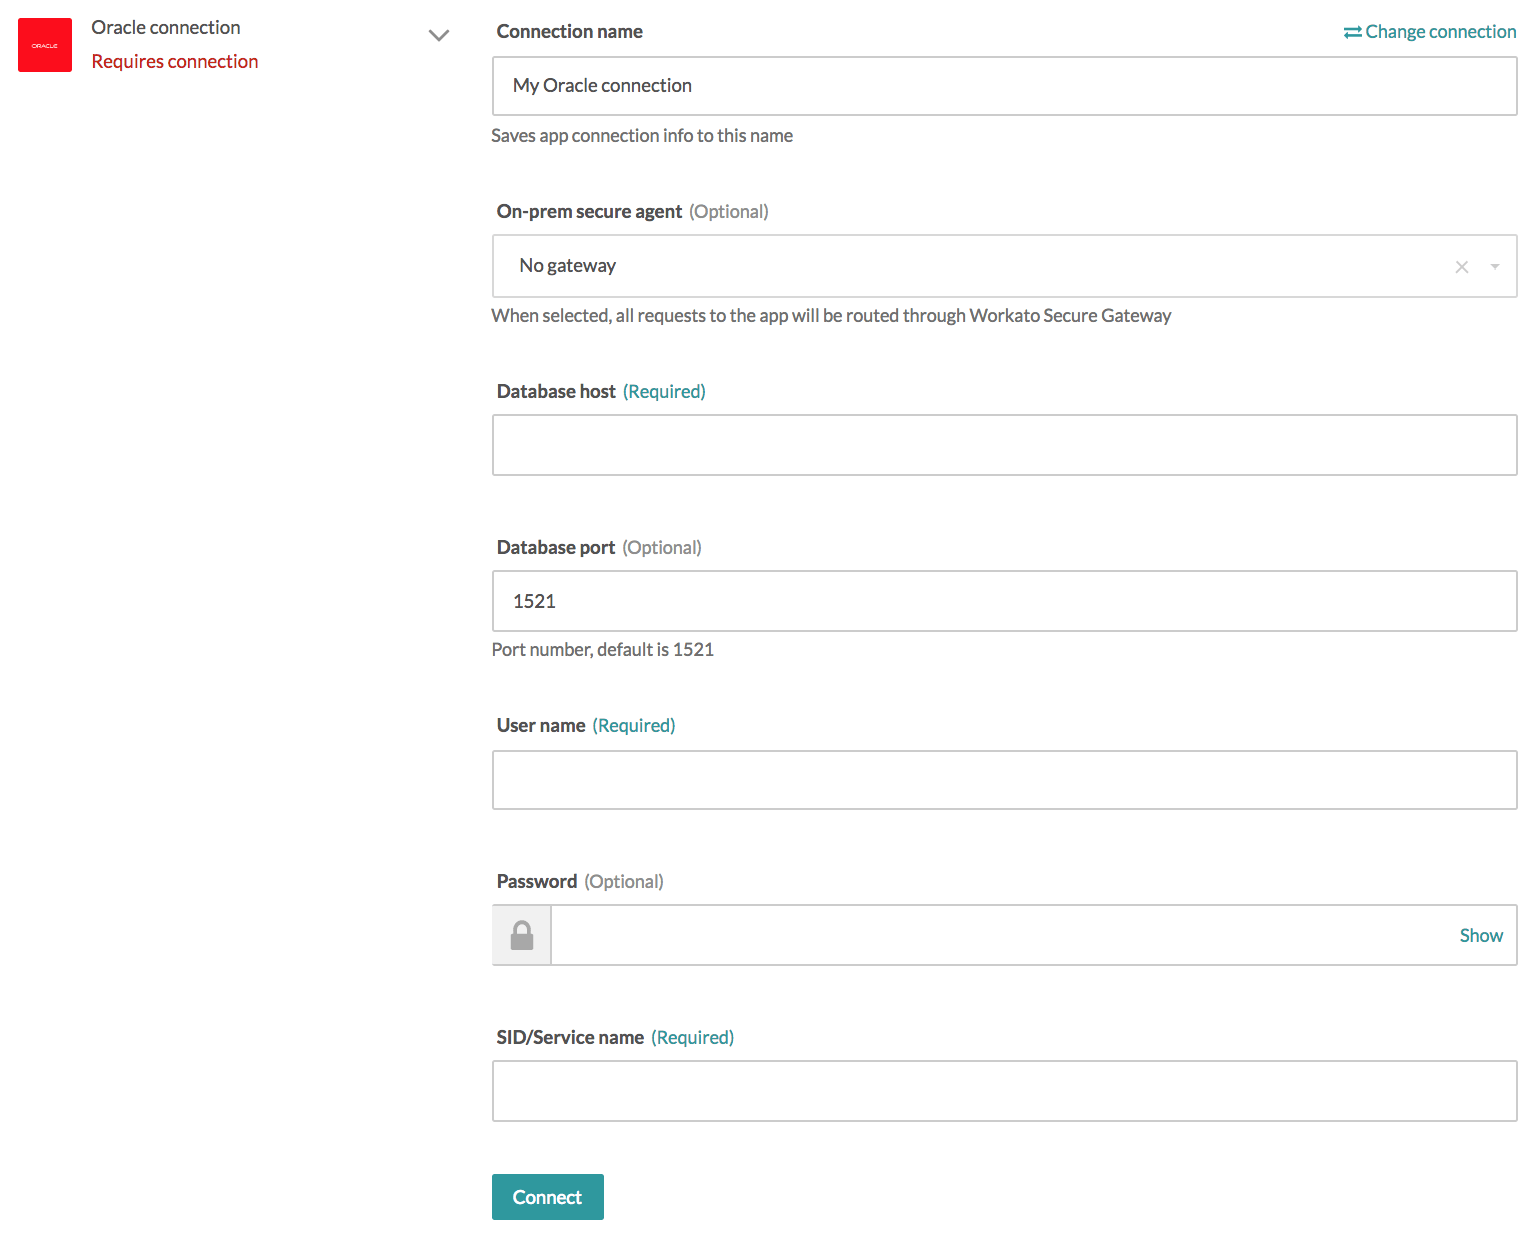 ORACLE
Oracle connection
Requires connection
Connection name
Change connection
My Oracle connection
Saves app connection info to this name
On-prem secure agent (Optional)
No gateway
When selected, all requests to the app will be routed through Workato Secure Gateway
Database host (Required)
Database port (Optional)
1521
Port number, default is 1521
User name (Required)
Password (Optional)
Show
SID/Service name (Required)
Connect